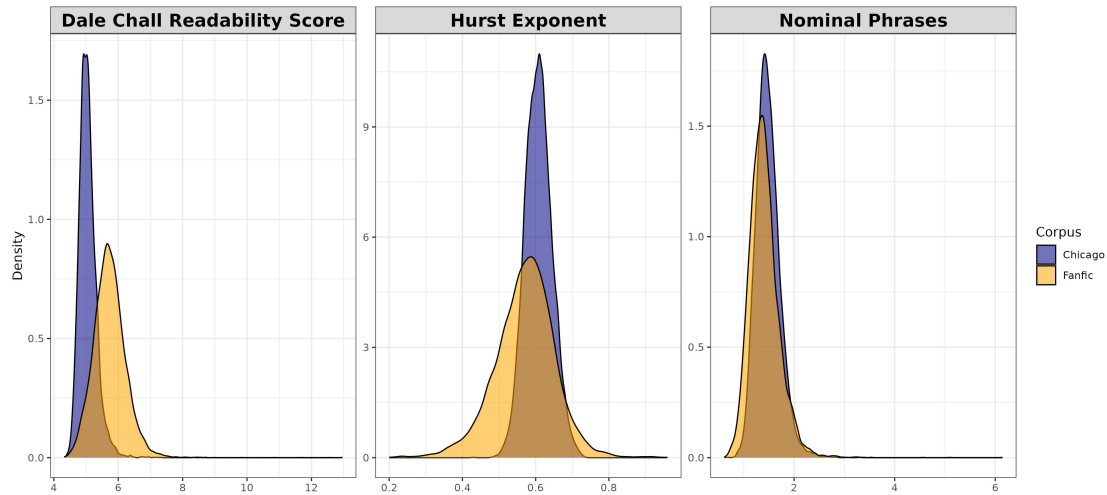 Dale Chall Readability Score
Hurst Exponent
Nominal Phrases
Density
1.5
1.0
0.5
0.0
4 6 8 10 12
9
6
3
0
0.2 0.4 0.6 0.8
1.5
1.0
0.5
0.0
2 4 6
Corpus
Chicago
Fanfic